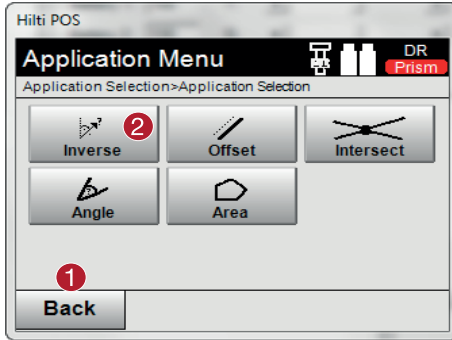 Hilti POS
Application Menu
DR
Prism
Application Selection>Application Selection
2
Inverse
Offset
Intersect
Angle
Area
1
Back